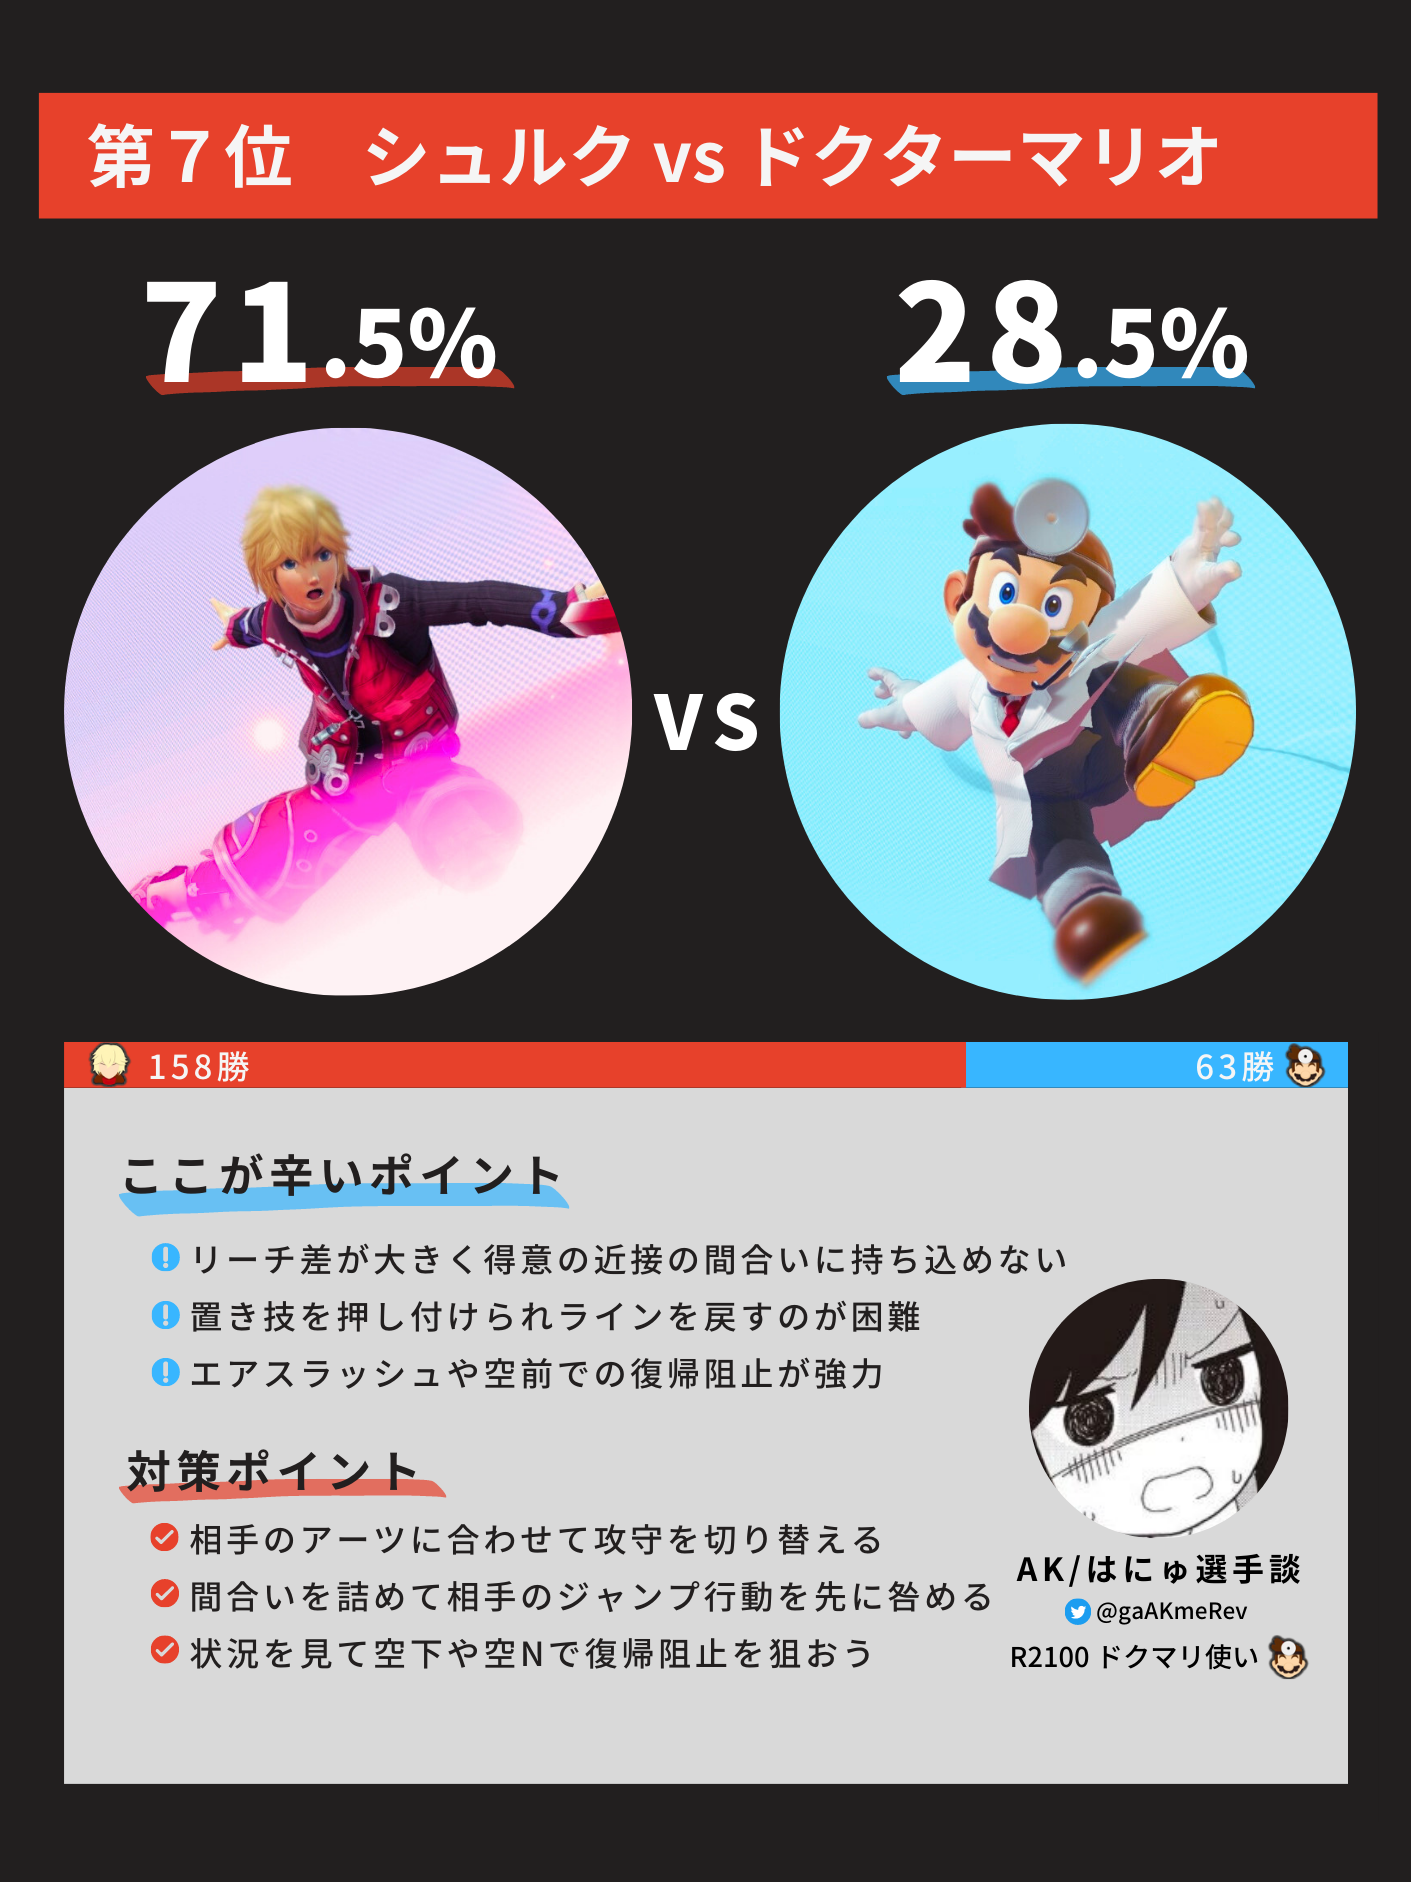 第7位 シュルク vs ドクターマリオ
71.5%
28.5%
VS
158勝
63勝
ここが辛いポイント
リーチ差が大きく得意の近接の間合いに持ち込めない
置き技を押し付けられラインを戻すのが困難
エアスラッシュや空前での復帰阻止が強力
対策ポイント
相手のアーツに合わせて攻守を切り替える
間合いを詰めて相手のジャンプ行動を先に咎める
状況を見て空下や空Nで復帰阻止を狙おう
AK/はにゅ選手談
@gaAKmeRev
R2100 ドクマリ使い